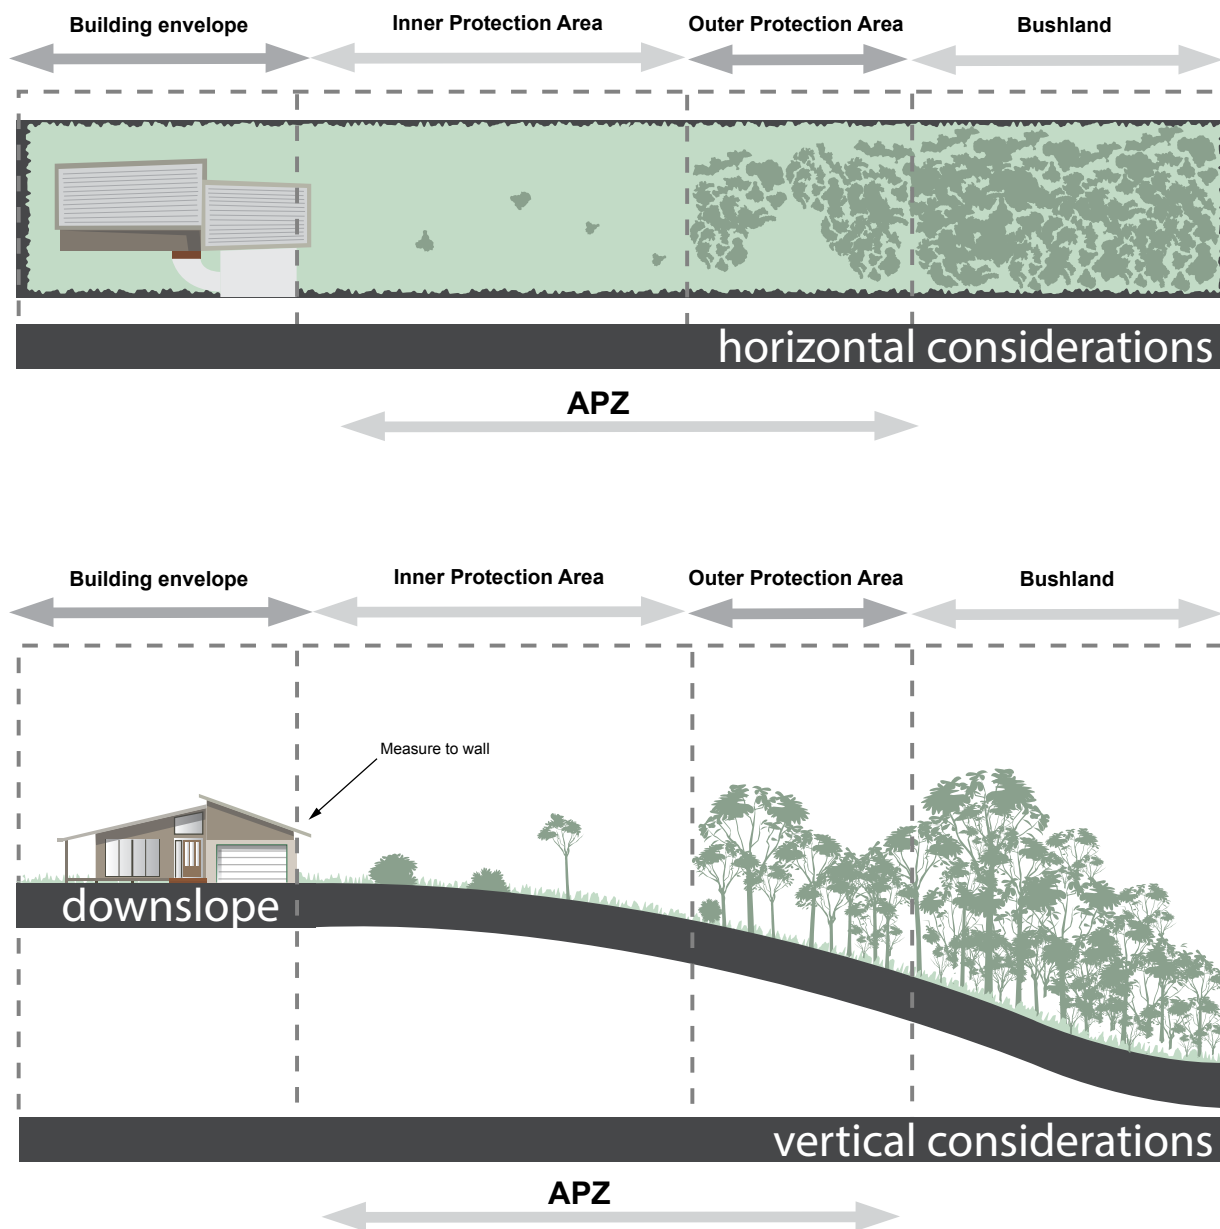 Building envelope
Inner Protection Area
Outer Protection Area
Bushland
horizontal considerations
APZ
Building envelope
Inner Protection Area
Outer Protection Area
Bushland
Measure to wall
downslope
vertical considerations
APZ